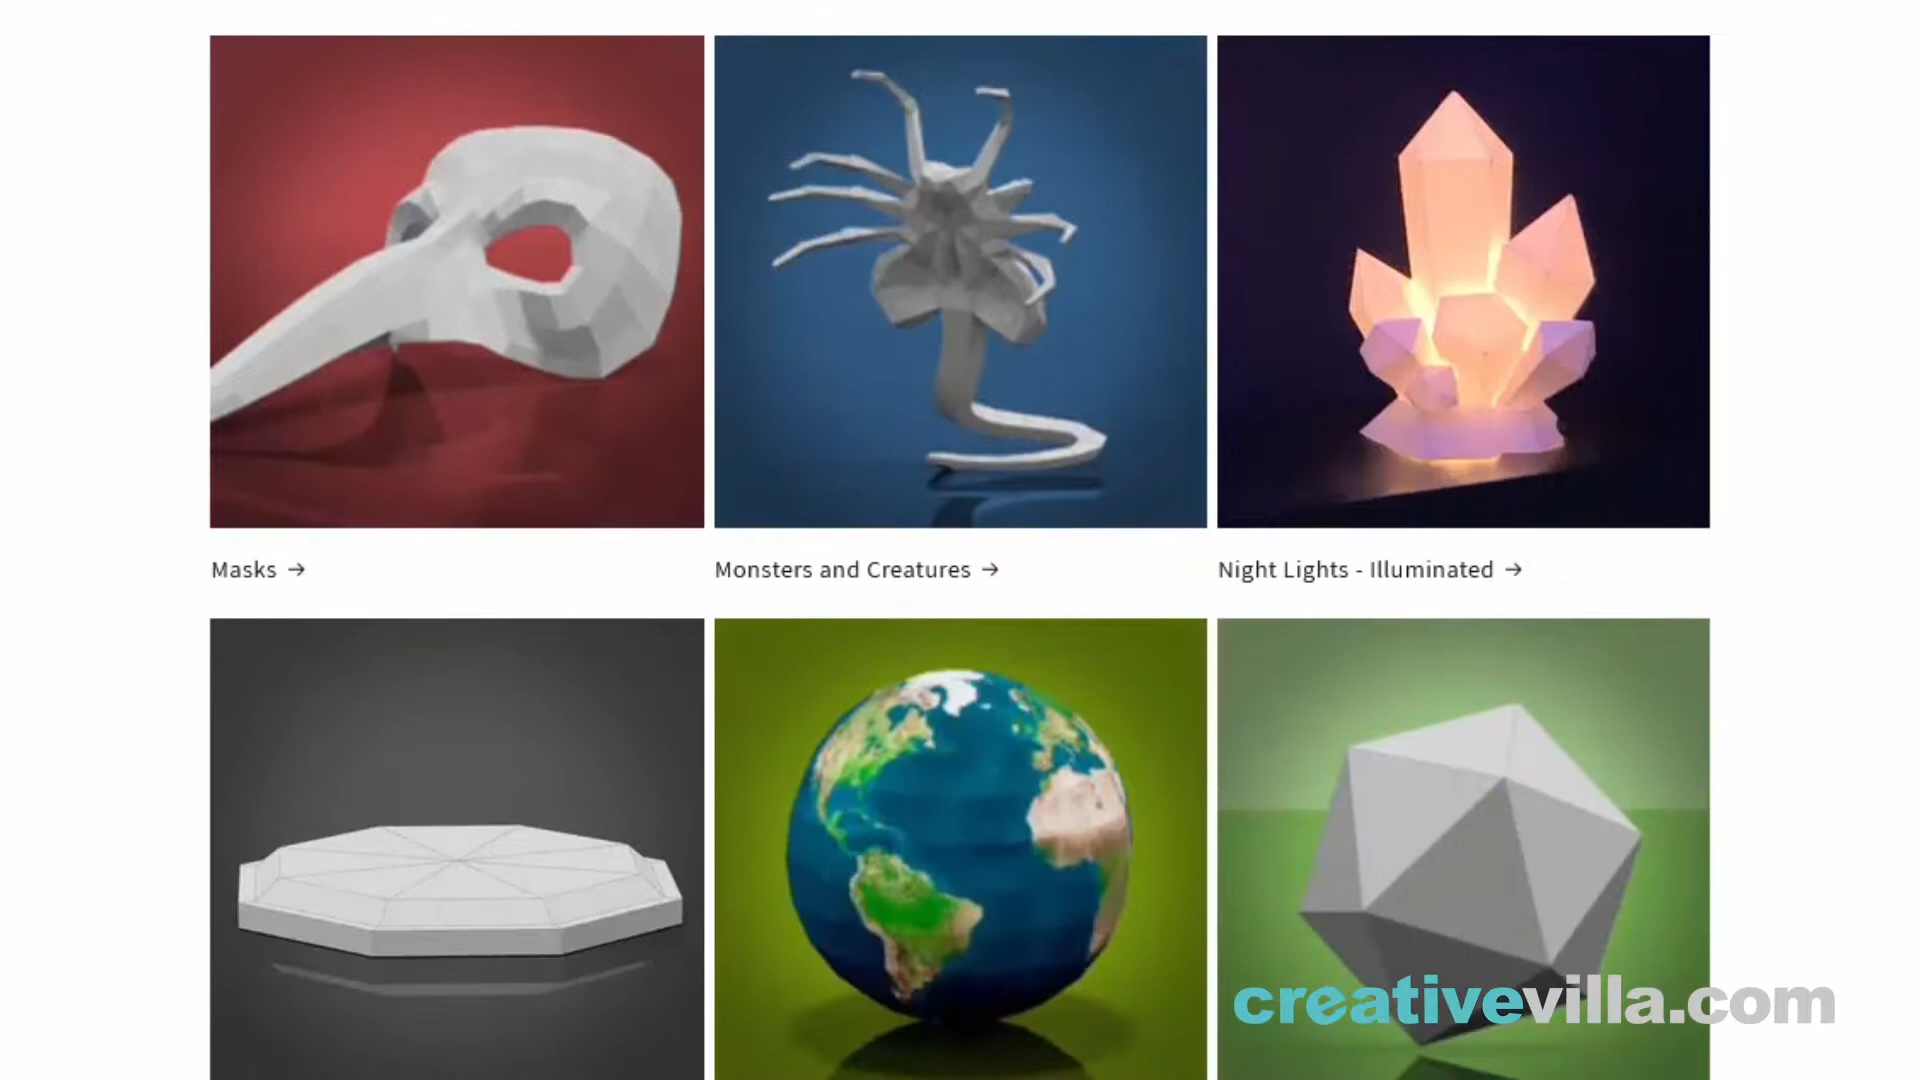 Masks →
Monsters and Creatures →
Night Lights - Illuminated →
creativevilla.com